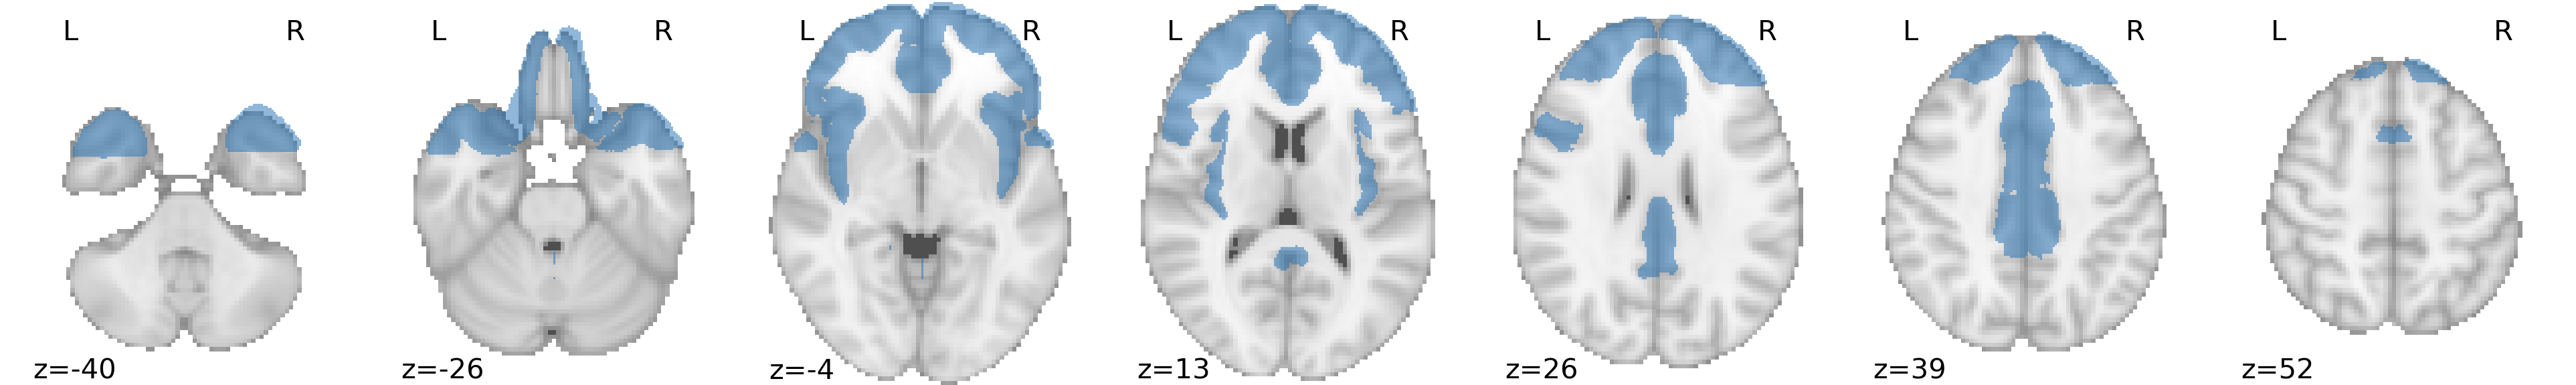 L R L R L R L R L R L R L R
z=-40 z=-26 z=-4 z=13 z=26 z=39 z=52